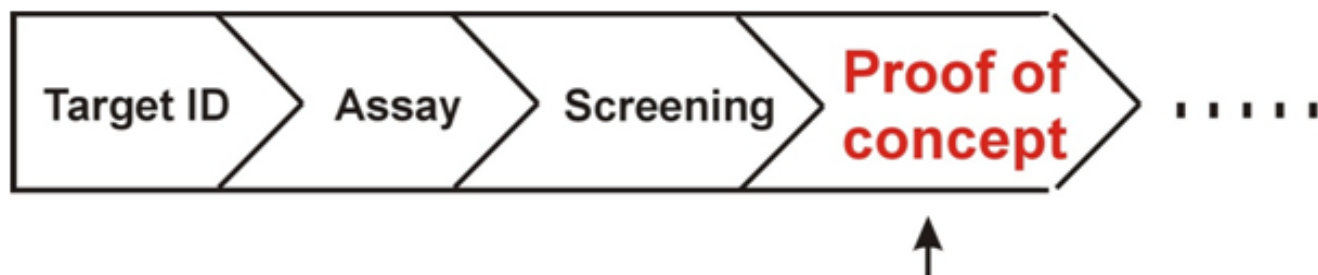 Target ID
Assay
Screening
Proof of
concept